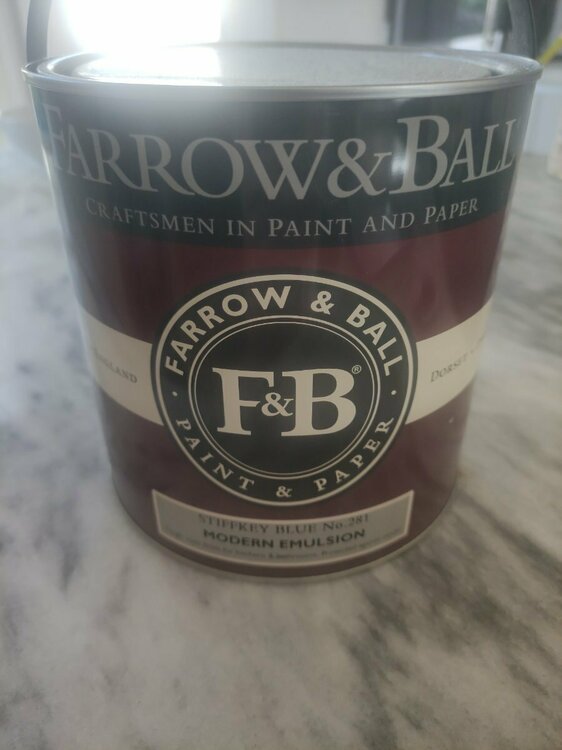 FARROW & BALL
CRAFTSMEN IN PAINT AND PAPER
FARROW & BALL
F&B®
PAINT & PAPER
ENGLAND
DORSET
STIFFKEY BLUE No.281
MODERN EMULSION